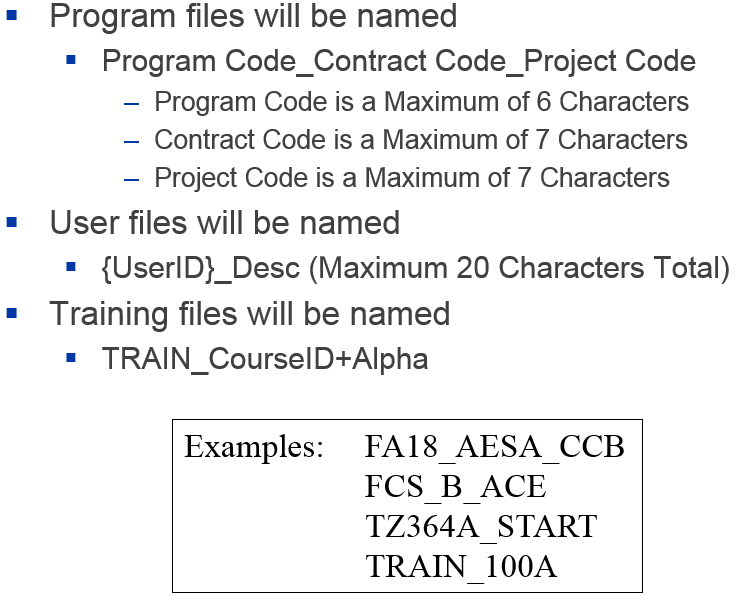 ▪ Program files will be named
▪ Program Code_Contract Code_Project Code
– Program Code is a Maximum of 6 Characters
– Contract Code is a Maximum of 7 Characters
– Project Code is a Maximum of 7 Characters
▪ User files will be named
▪ {UserID}_Desc (Maximum 20 Characters Total)
▪ Training files will be named
▪ TRAIN_CourseID+Alpha
Examples: FA18_AESA_CCB
FCS_B_ACE
TZ364A_START
TRAIN_100A